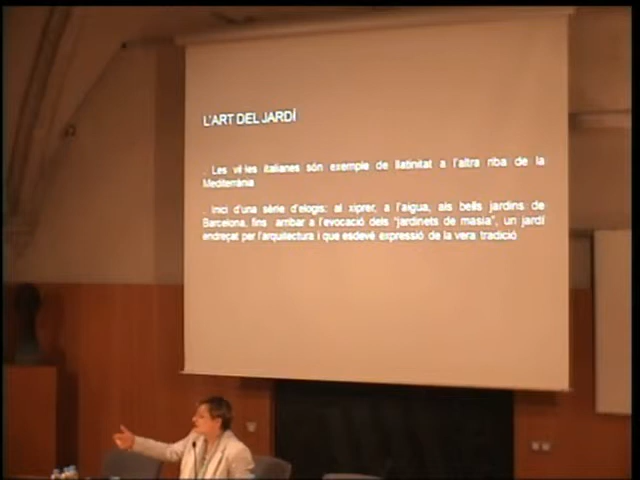 L'ART DEL JARDÍ
. Les vil·les italianes són exemple de llatinitat a l'altra riba de la
Mediterrània
. Inici d'una sèrie d'elogis: al xiprer, a l'aigua, als bells jardins de
Barcelona, fins arribar a l'evocació dels "jardinets de masia", un jardí
endreçat per l'arquitectura i que esdevé expressió de la vera tradició